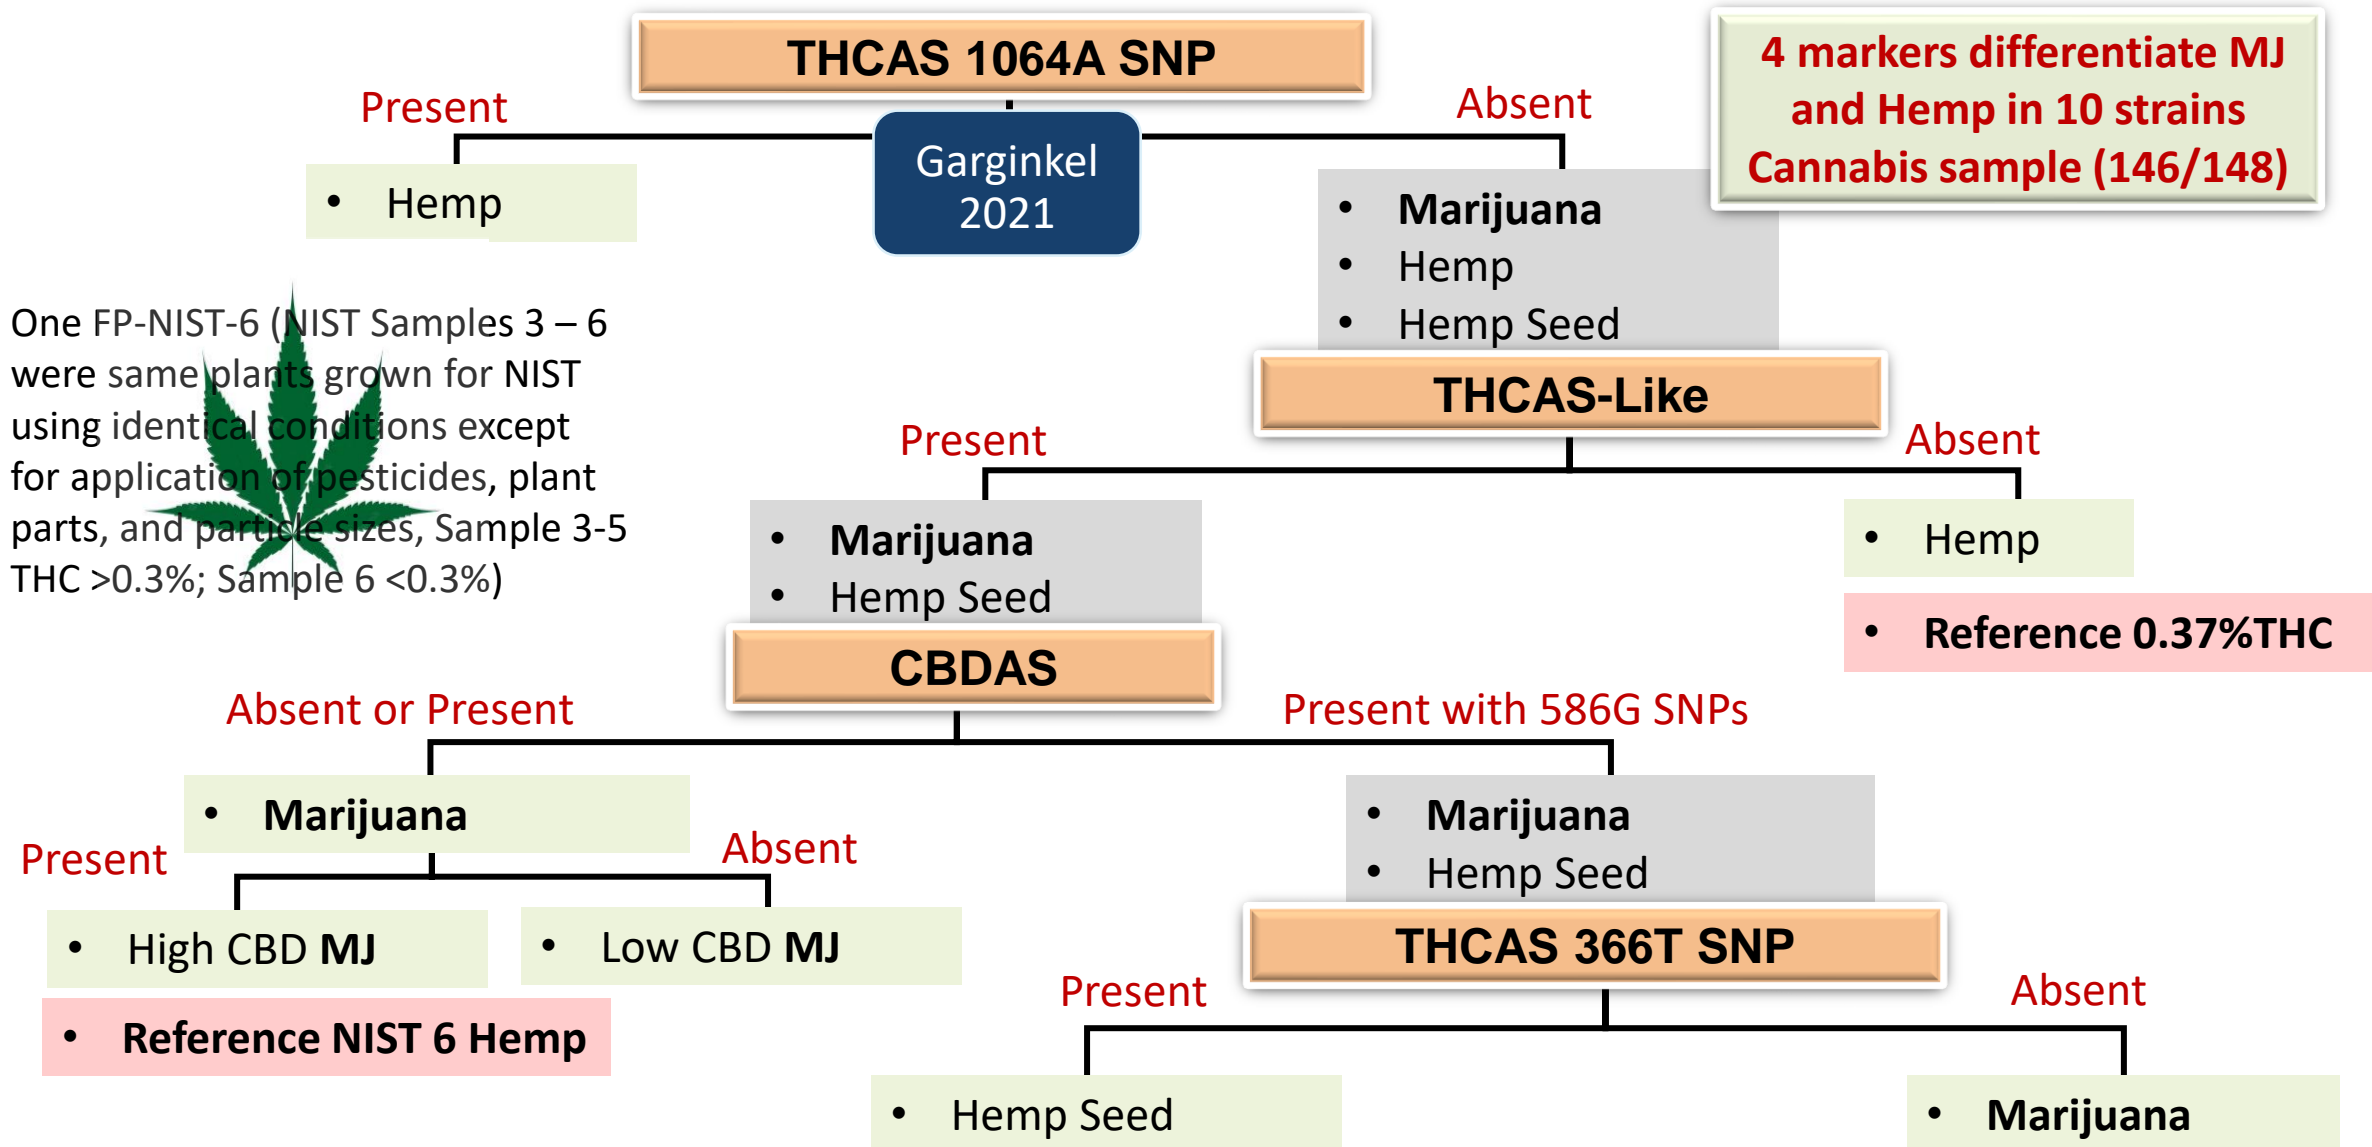 THCAS 1064A SNP
4 markers differentiate MJ
and Hemp in 10 strains
Cannabis sample (146/148)
Present
Absent
Garginkel
2021
• Hemp
• Marijuana
• Hemp
• Hemp Seed
One FP-NIST-6 (NIST Samples 3 – 6
were same plants grown for NIST
using identical conditions except
for application of pesticides, plant
parts, and particle sizes, Sample 3-5
THC >0.3%; Sample 6 <0.3%)
THCAS-Like
Present
Absent
• Marijuana
• Hemp Seed
• Hemp
• Reference 0.37%THC
CBDAS
Absent or Present
Present with 586G SNPs
• Marijuana
• Marijuana
• Hemp Seed
Present
Absent
• High CBD MJ
• Low CBD MJ
• Reference NIST 6 Hemp
THCAS 366T SNP
Present
Absent
• Hemp Seed
• Marijuana